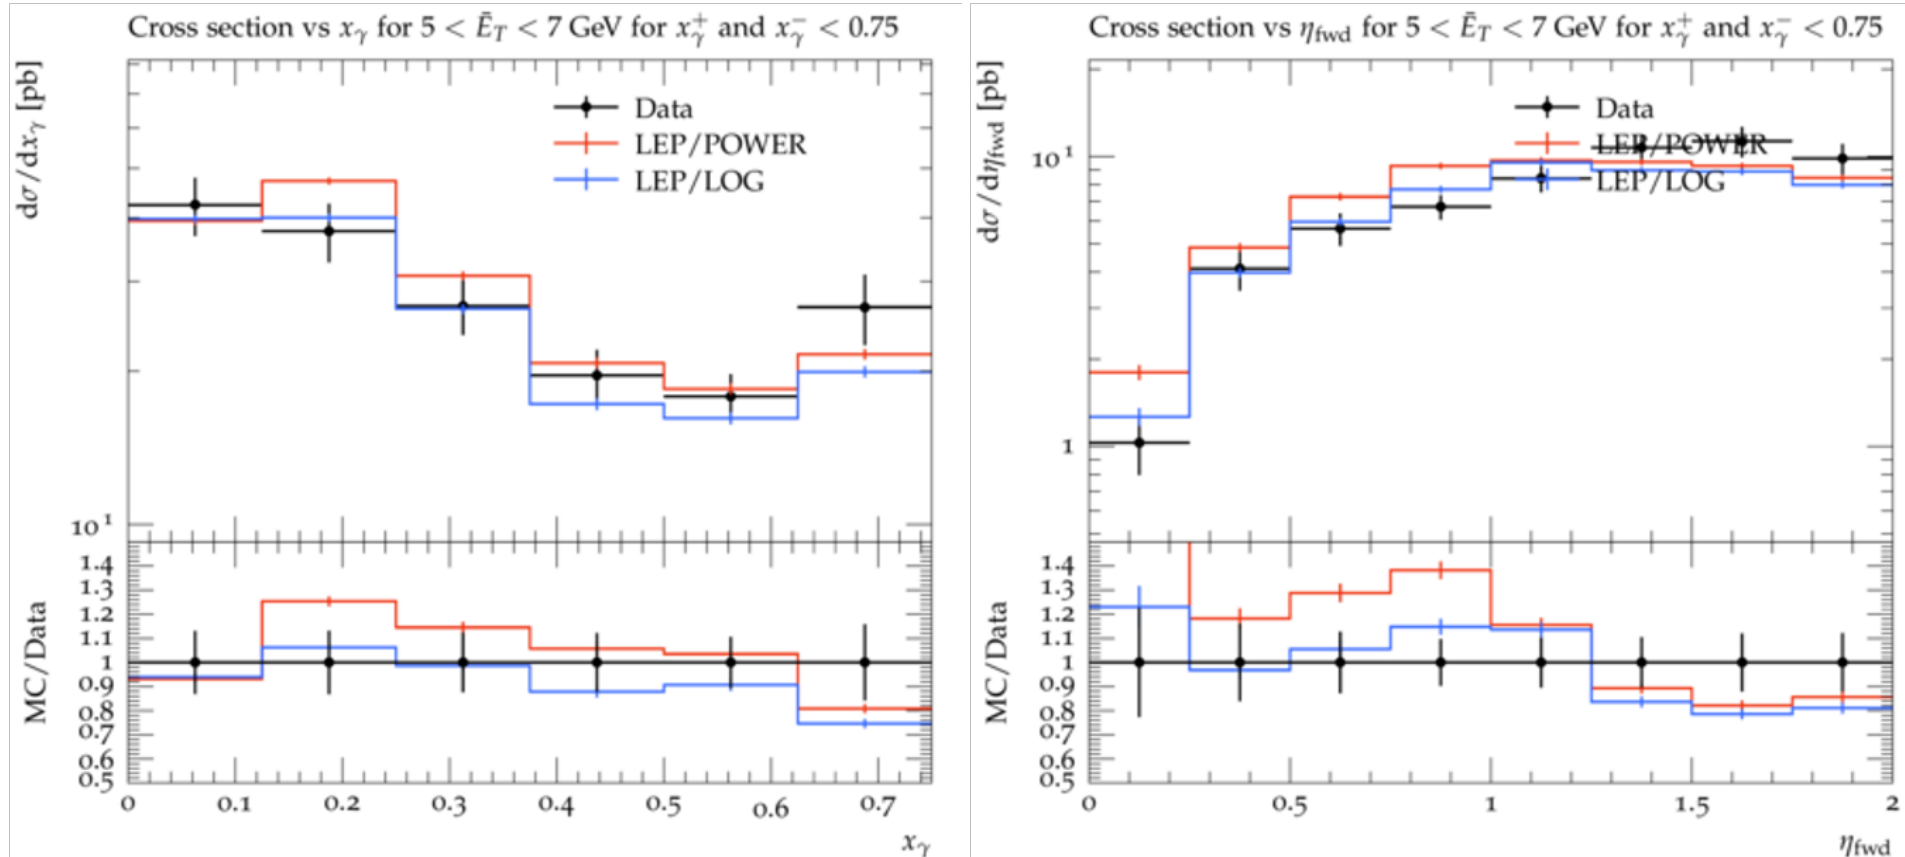 Cross section vs xγ for 5 < Ē_T < 7 GeV for x⁺γ and x⁻γ < 0.75
dσ/dxγ [pb]
Data
LEP/POWER
LEP/LOG
10¹
MC/Data
1.4
1.3
1.2
1.1
1
0.9
0.8
0.7
0.6
0.5
0 0.1 0.2 0.3 0.4 0.5 0.6 0.7
xγ
Cross section vs ηfwd for 5 < Ē_T < 7 GeV for x⁺γ and x⁻γ < 0.75
dσ/dηfwd [pb]
Data
LEP/POWER
LEP/LOG
10¹
1
MC/Data
1.4
1.3
1.2
1.1
1
0.9
0.8
0.7
0.6
0.5
0 0.5 1 1.5 2
ηfwd